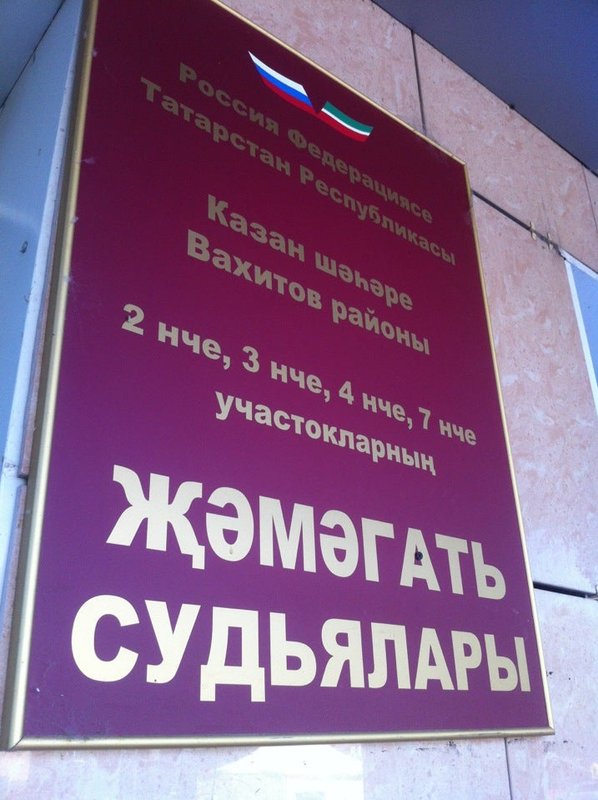 Россия Федерациясе
Татарстан Республикасы
Казан шәһәре
Вахитов районы
2 нче, 3 нче, 4 нче, 7 нче
участокларның
ҖӘМӘГАТЬ
СУДЬЯЛАРЫ